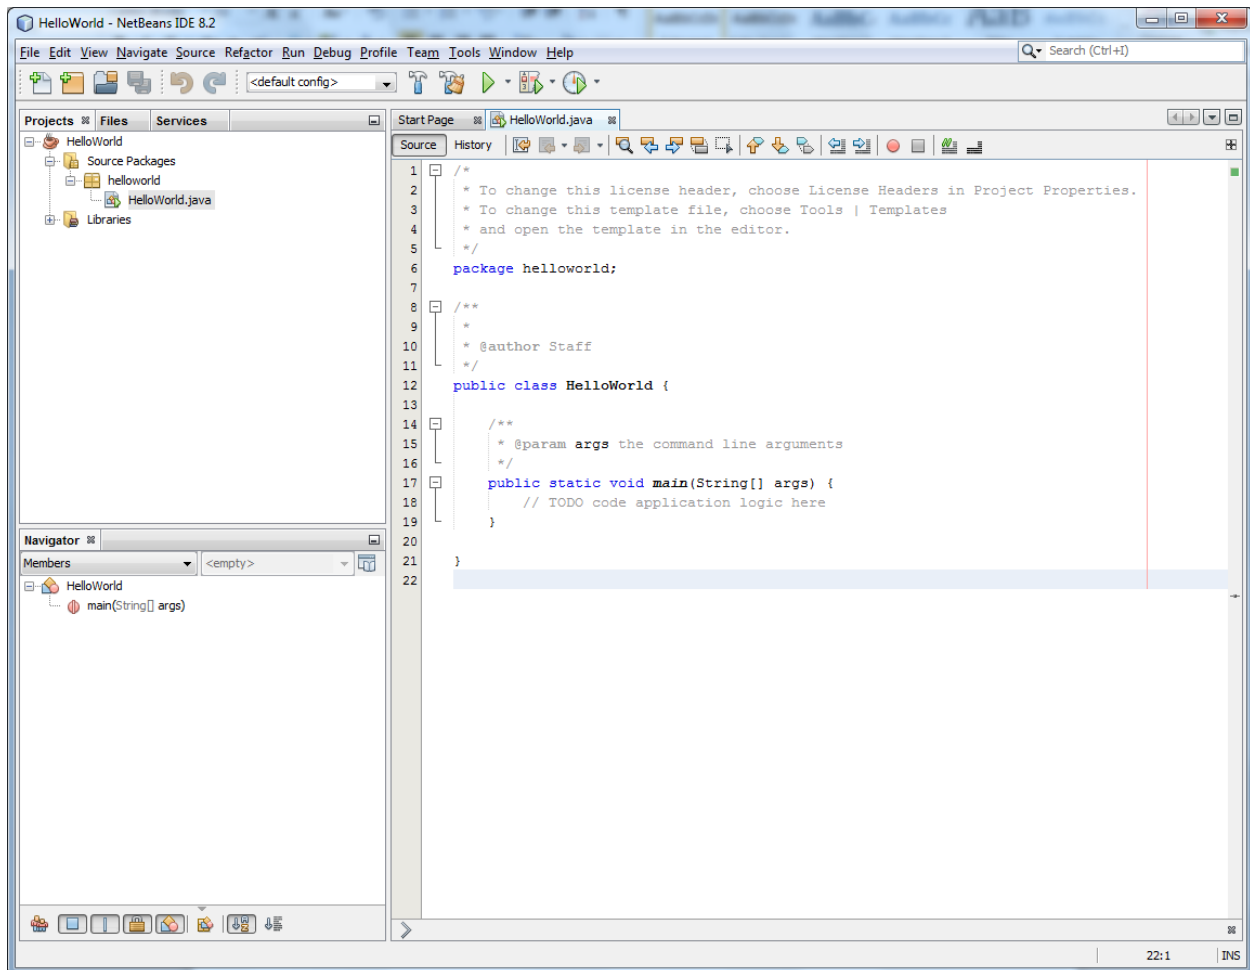 HelloWorld - NetBeans IDE 8.2
File Edit View Navigate Source Refactor Run Debug Profile Team Tools Window Help
Search (Ctrl+I)
<default config>
Projects Files Services
HelloWorld
Source Packages
helloworld
HelloWorld.java
Libraries
Navigator
Members
<empty>
HelloWorld
main(String[] args)
Start Page HelloWorld.java
Source History
1 /*
2 * To change this license header, choose License Headers in Project Properties.
3 * To change this template file, choose Tools | Templates
4 * and open the template in the editor.
5 */
6 package helloworld;
7
8 /**
9 *
10 * @author Staff
11 */
12 public class HelloWorld {
13
14 /**
15 * @param args the command line arguments
16 */
17 public static void main(String[] args) {
18 // TODO code application logic here
19 }
20
21 }
22
22:1 INS